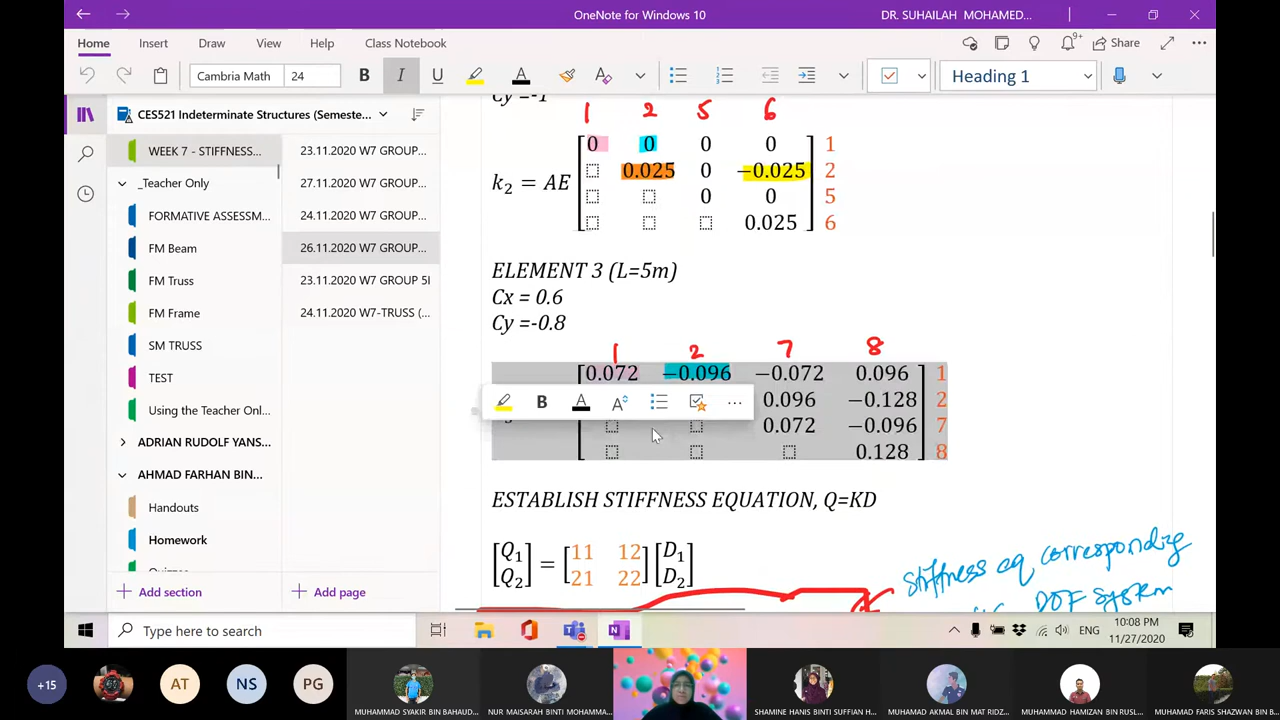 OneNote for Windows 10
DR. SUHAILAH MOHAMED...
Home Insert Draw View Help Class Notebook
9+
Share
Cambria Math 24 B I U A Heading 1
CES521 Indeterminate Structures (Semeste...
WEEK 7 - STIFFNESS...
_Teacher Only
FORMATIVE ASSESSM...
FM Beam
FM Truss
FM Frame
SM TRUSS
TEST
Using the Teacher Onl...
ADRIAN RUDOLF YANS...
AHMAD FARHAN BIN...
Handouts
Homework
+ Add section
23.11.2020 W7 GROUP...
27.11.2020 W7 GROUP...
24.11.2020 W7 GROUP...
26.11.2020 W7 GROUP...
23.11.2020 W7 GROUP 5I
24.11.2020 W7-TRUSS (...
+ Add page
Cy =-1
1 2 5 6
0 0 0 0 1
k₂ = AE
0.025 0 −0.025 2
0 0 5
0.025 6
ELEMENT 3 (L=5m)
Cx = 0.6
Cy =-0.8
1 2 7 8
0.072 −0.096 −0.072 0.096 1
0.096 −0.128 2
0.072 −0.096 7
0.128 8
B A A ...
ESTABLISH STIFFNESS EQUATION, Q=KD
[Q₁ Q₂] = [11 12 21 22] [D₁ D₂]
stiffness eq corresponding
DOF system
Type here to search
ENG
10:08 PM
11/27/2020
+15
AT
NS
PG
MUHAMMAD SYAKIR BIN BAHAUD...
NUR MAISARAH BINTI MOHAMMA...
SHAMINE HANIS BINTI SUFFIAN H...
MUHAMAD AKMAL BIN MAT RIDZ...
MUHAMAD HAMIZAN BIN RUSL...
MUHAMAD FARIS SHAZWAN BIN B...